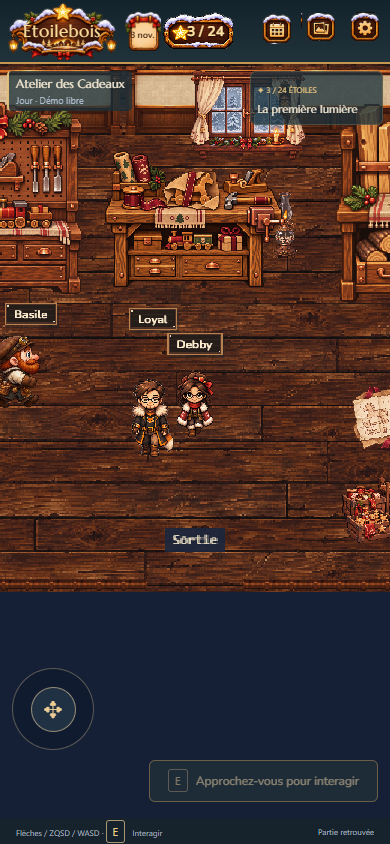 Étoilebois
3 nov.
3 / 24
Atelier des Cadeaux
Jour · Démo libre
✦ 3 / 24 ÉTOILES
La première lumière
Basile
Loyal
Debby
Sortie
E
Approchez-vous pour interagir
Flèches / ZQSD / WASD · E Interagir
Partie retrouvée